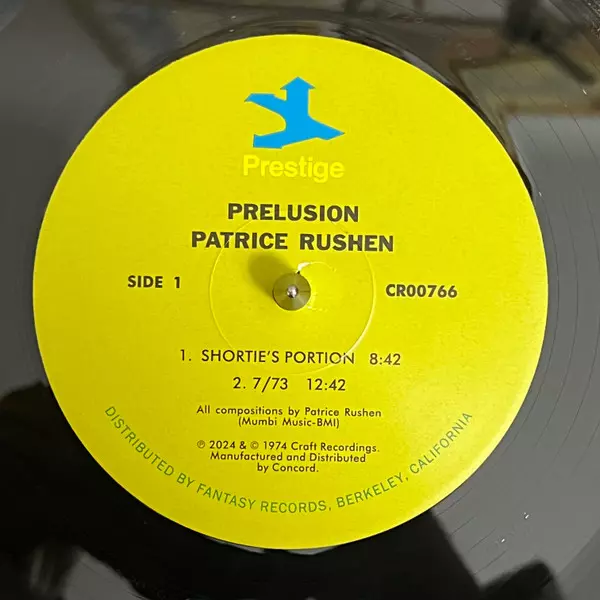 Prestige
PRELUSION
PATRICE RUSHEN
SIDE 1
CR00766
1. SHORTIE'S PORTION 8:42
2. 7/73 12:42
All compositions by Patrice Rushen
(Mumbi Music-BMI)
℗ 2024 & © 1974 Craft Recordings.
Manufactured and Distributed
by Concord.
DISTRIBUTED BY FANTASY RECORDS, BERKELEY, CALIFORNIA